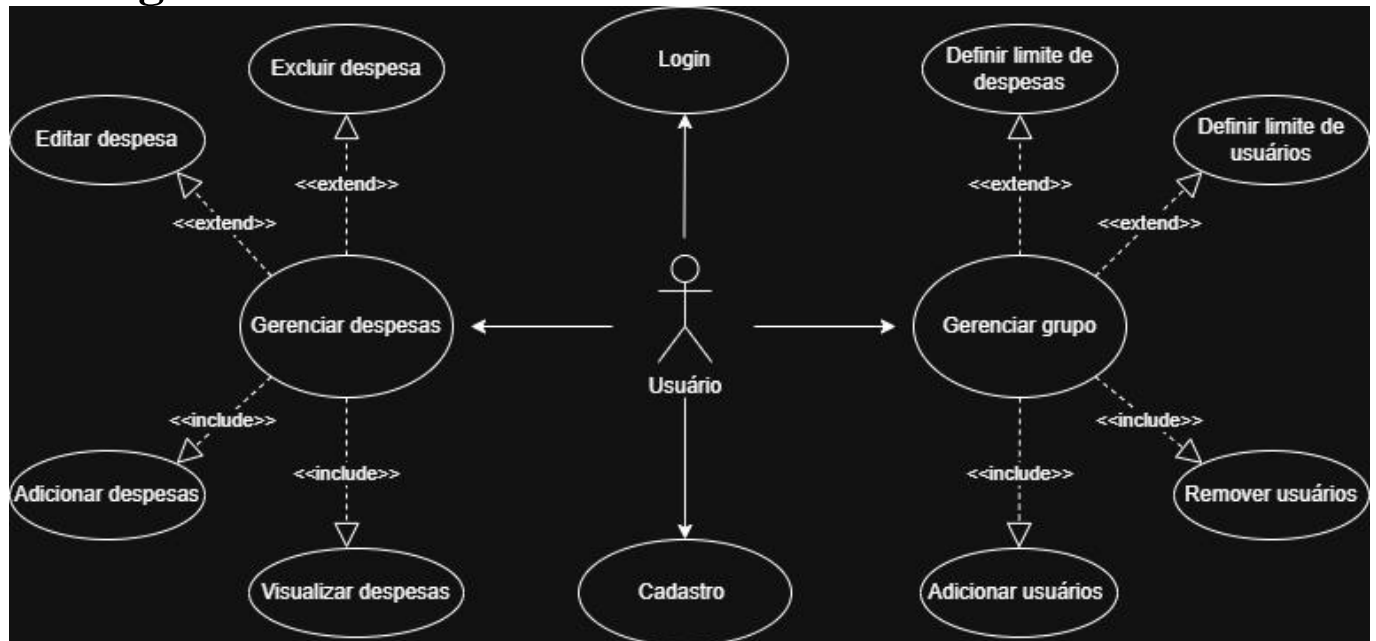 Excluir despesa
Login
Definir limite de
despesas
Editar despesa
Definir limite de
usuários
<<extend>>
<<extend>>
<<extend>>
<<extend>>
Gerenciar despesas
Gerenciar grupo
Usuário
<<include>>
<<include>>
<<include>>
<<include>>
Adicionar despesas
Remover usuários
Visualizar despesas
Cadastro
Adicionar usuários